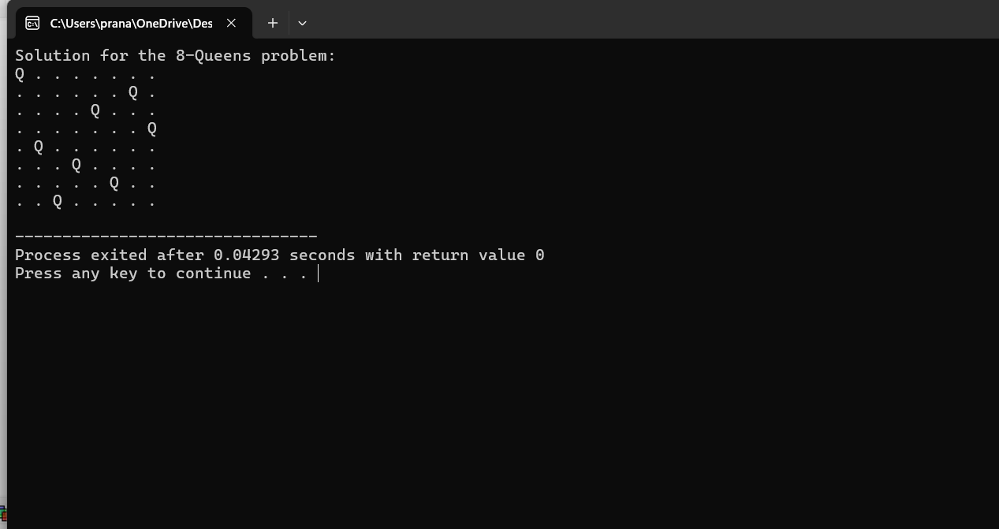 C:\Users\prana\OneDrive\Des
Solution for the 8-Queens problem:
Q . . . . . . .
. . . . . . Q .
. . . . Q . . .
. . . . . . . Q
. Q . . . . . .
. . . Q . . . .
. . . . . Q . .
. . Q . . . . .
--------------------------------
Process exited after 0.04293 seconds with return value 0
Press any key to continue . . .